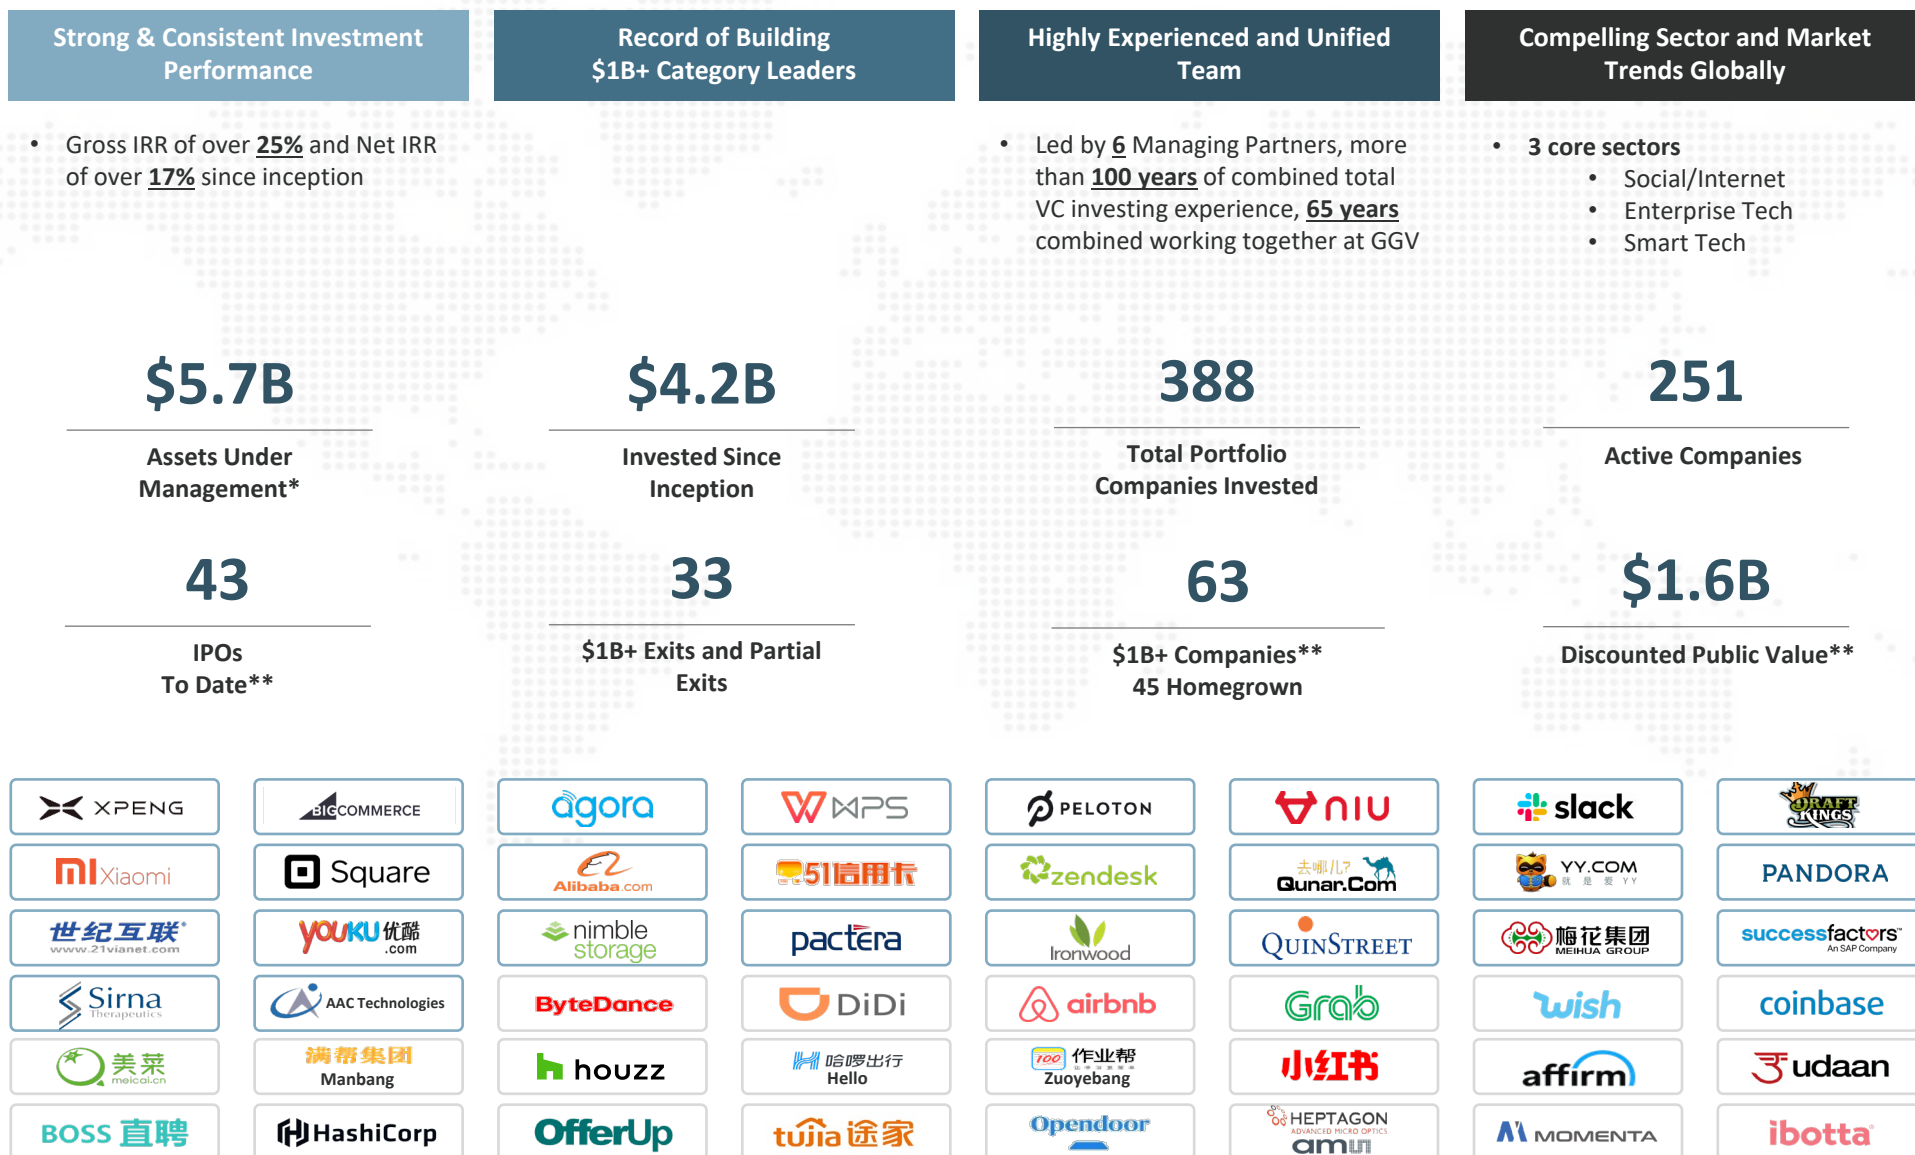 Strong & Consistent Investment
Performance
Record of Building
$1B+ Category Leaders
Highly Experienced and Unified
Team
Compelling Sector and Market
Trends Globally
• Gross IRR of over 25% and Net IRR
of over 17% since inception
• Led by 6 Managing Partners, more
than 100 years of combined total
VC investing experience, 65 years
combined working together at GGV
• 3 core sectors
• Social/Internet
• Enterprise Tech
• Smart Tech
$5.7B
Assets Under
Management*
$4.2B
Invested Since
Inception
388
Total Portfolio
Companies Invested
251
Active Companies
43
IPOs
To Date**
33
$1B+ Exits and Partial
Exits
63
$1B+ Companies**
45 Homegrown
$1.6B
Discounted Public Value**
XPENG
BIGCOMMERCE
agora
WPS
PELOTON
NIU
slack
DRAFT
KINGS
mi Xiaomi
Square
Alibaba.com
51信用卡
zendesk
去哪儿?
Qunar.Com
YY.COM
就是爱YY
PANDORA
世纪互联
www.21vianet.com
YOUKU 优酷
.com
nimble
storage
pactera
Ironwood
QUINSTREET
梅花集团
MEIHUA GROUP
successfactors™
An SAP Company
Sirna
Therapeutics
AAC Technologies
ByteDance
DiDi
airbnb
Grab
wish
coinbase
美菜
meicai.cn
满帮集团
Manbang
houzz
哈啰出行
Hello
100 作业帮
Zuoyebang
小红书
affirm
udaan
BOSS 直聘
HashiCorp
OfferUp
tujia 途家
Opendoor
HEPTAGON
ADVANCED MICRO OPTICS
amu
MOMENTA
ibotta